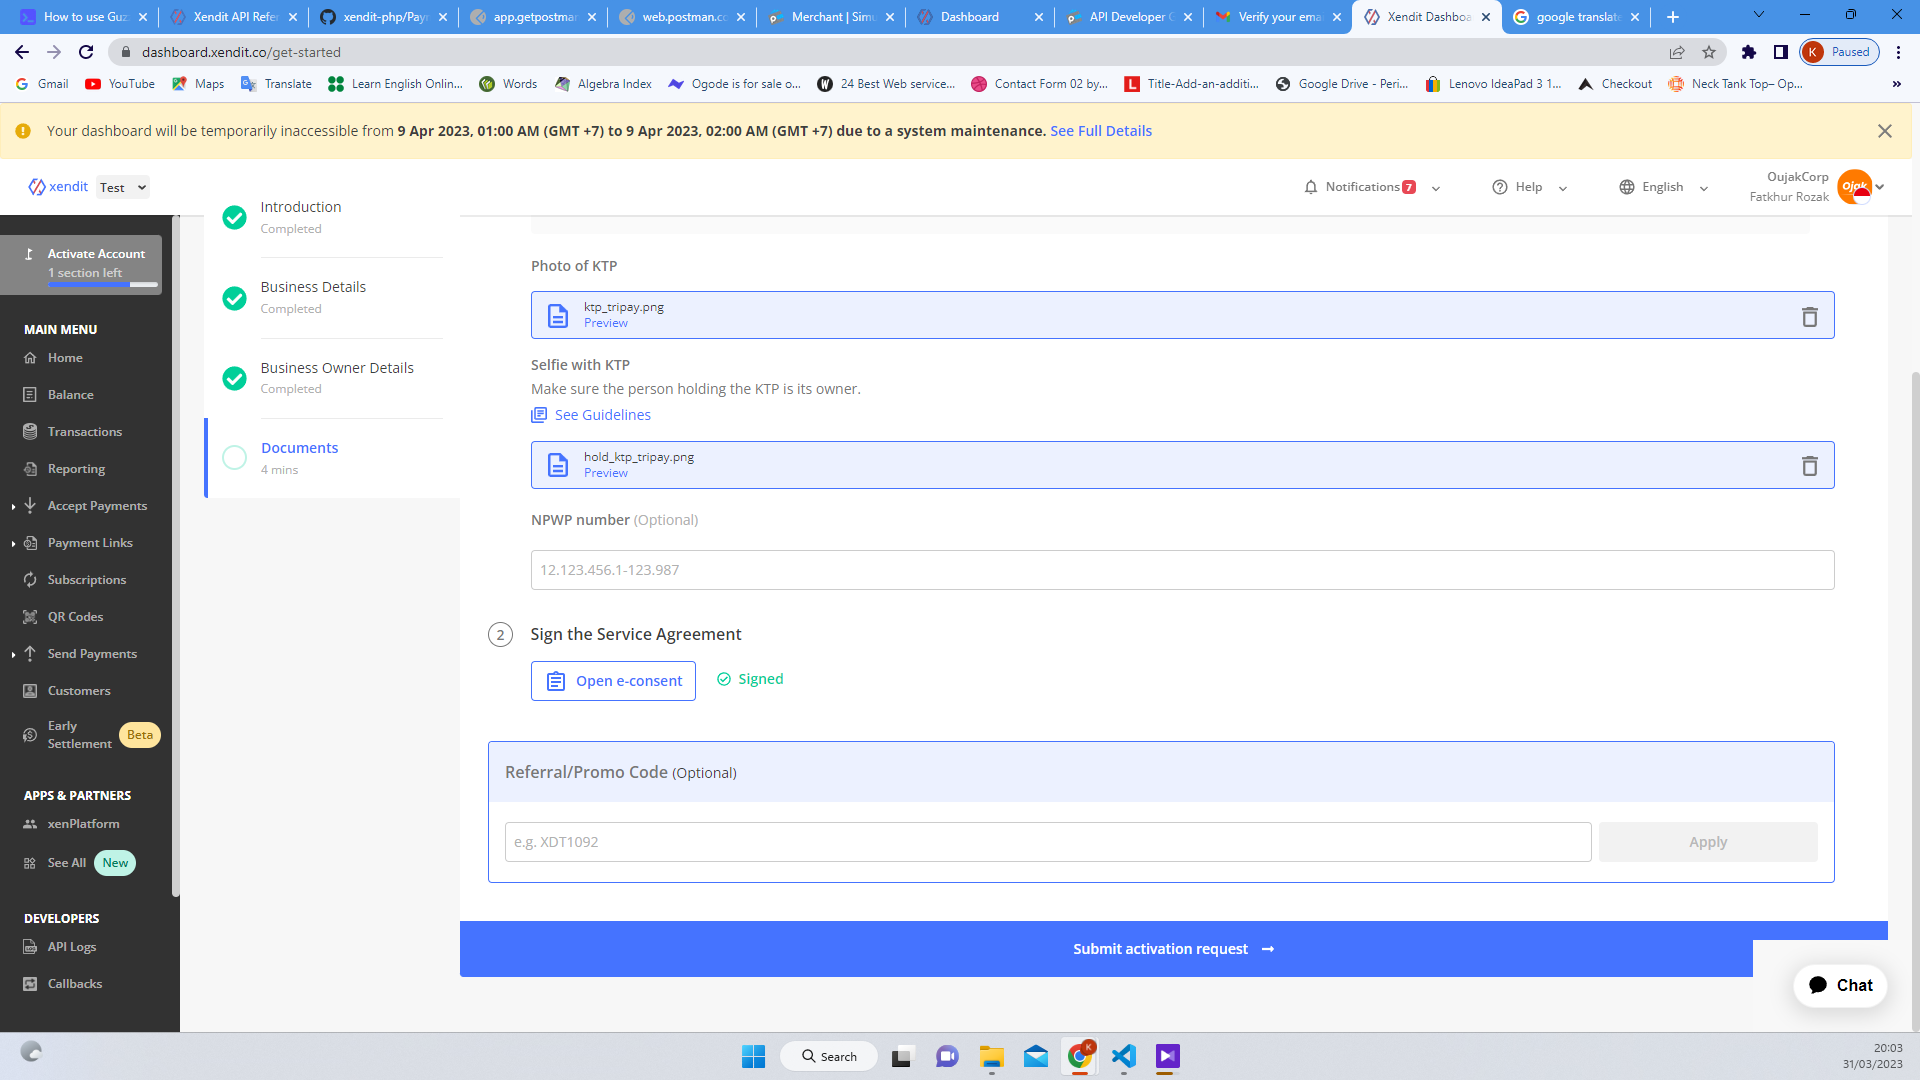 How to use Guz
Xendit API Refer
xendit-php/Payn
app.getpostman
web.postman.co
Merchant | Simu
Dashboard
API Developer G
Verify your ema
Xendit Dashboa
google translate
dashboard.xendit.co/get-started
K
Paused
Gmail
YouTube
Maps
Translate
Learn English Onlin...
Words
Algebra Index
Ogode is for sale o...
24 Best Web service...
Contact Form 02 by...
Title-Add-an-additi...
Google Drive - Peri...
Lenovo IdeaPad 3 1...
Checkout
Neck Tank Top– Op...
»
Your dashboard will be temporarily inaccessible from 9 Apr 2023, 01:00 AM (GMT +7) to 9 Apr 2023, 02:00 AM (GMT +7) due to a system maintenance. See Full Details
xendit
Test
Notifications 7
Help
English
OujakCorp
Fatkhur Rozak
Ojak
Activate Account
1 section left
MAIN MENU
Home
Balance
Transactions
Reporting
Accept Payments
Payment Links
Subscriptions
QR Codes
Send Payments
Customers
Early
Settlement
Beta
APPS & PARTNERS
xenPlatform
See All
New
DEVELOPERS
API Logs
Callbacks
Introduction
Completed
Business Details
Completed
Business Owner Details
Completed
Documents
4 mins
Photo of KTP
ktp_tripay.png
Preview
Selfie with KTP
Make sure the person holding the KTP is its owner.
See Guidelines
hold_ktp_tripay.png
Preview
NPWP number (Optional)
12.123.456.1-123.987
2
Sign the Service Agreement
Open e-consent
Signed
Referral/Promo Code (Optional)
e.g. XDT1092
Apply
Submit activation request
Chat
Search
K
20:03
31/03/2023